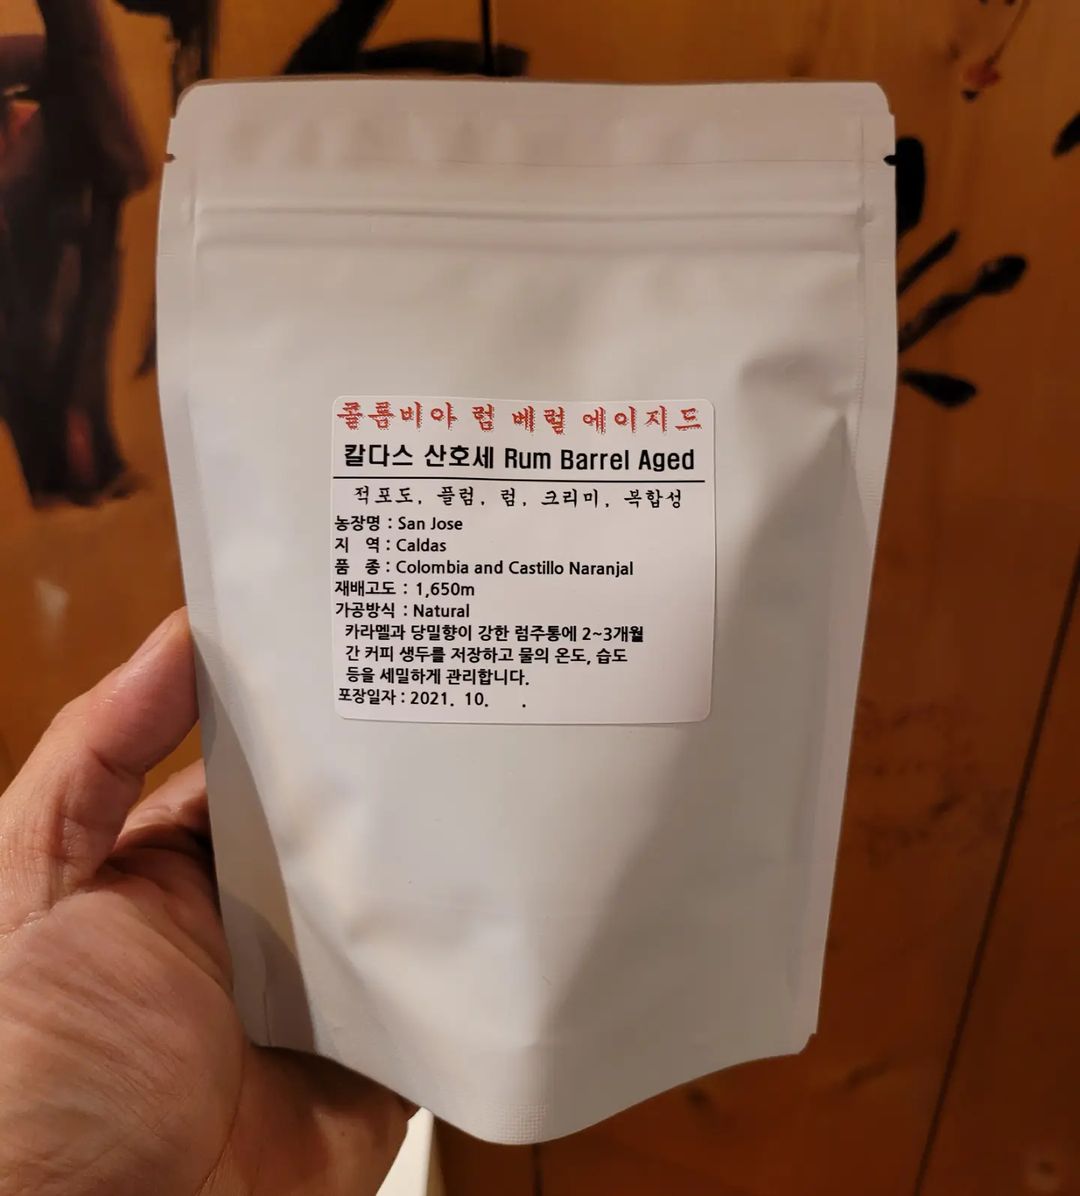 콜롬비아 럼 베럴 에이지드
칼다스 산호세 Rum Barrel Aged
적포도, 플럼, 럼, 크리미, 복합성
농장명 : San Jose
지 역 : Caldas
품 종 : Colombia and Castillo Naranjal
재배고도 : 1,650m
가공방식 : Natural
카라멜과 당밀향이 강한 럼주통에 2~3개월
간 커피 생두를 저장하고 물의 온도, 습도
등을 세밀하게 관리합니다.
포장일자 : 2021. 10. .